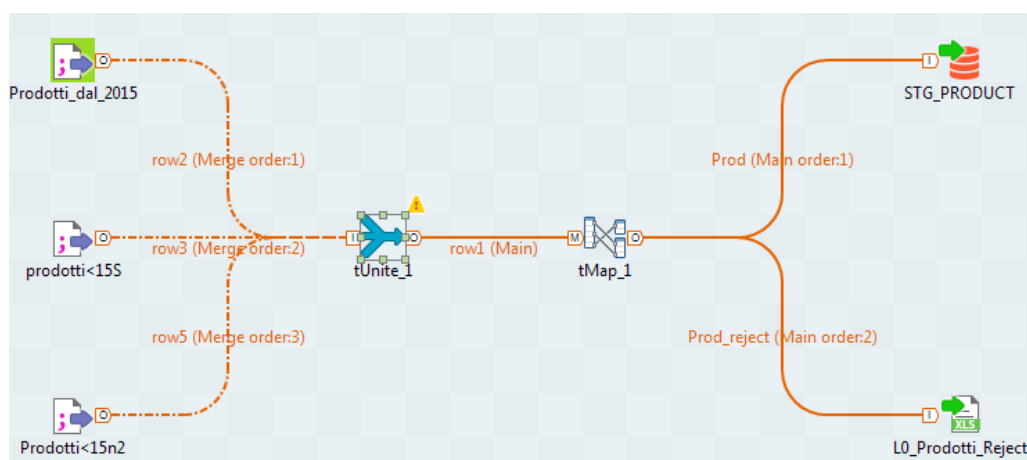 Prodotti_dal_2015
STG_PRODUCT
row2 (Merge order:1)
Prod (Main order:1)
prodotti<15S
row3 (Merge order:2)
tUnite_1
row1 (Main)
tMap_1
row5 (Merge order:3)
Prod_reject (Main order:2)
Prodotti<15n2
XLS
L0_Prodotti_Reject
O
O
O
I
O
M
O
I
I